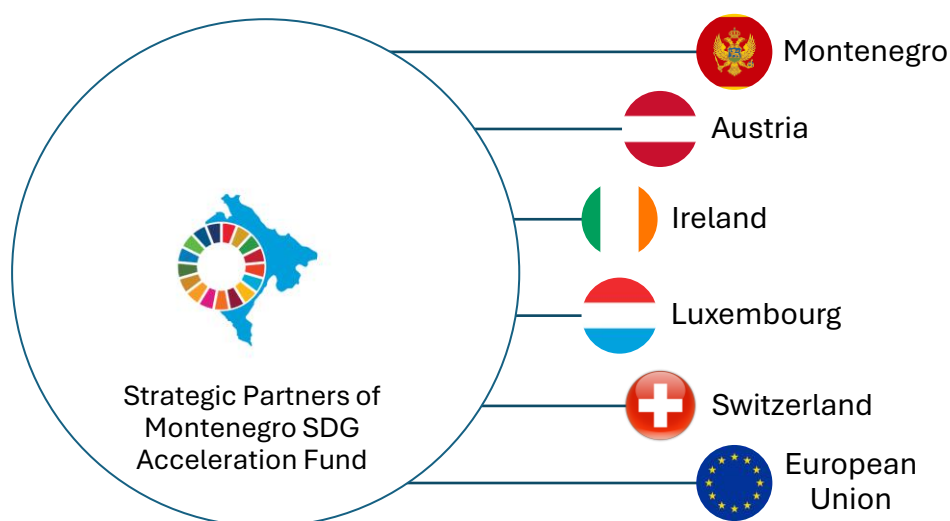 Montenegro
Austria
Ireland
Luxembourg
Switzerland
European
Union
Strategic Partners of
Montenegro SDG
Acceleration Fund